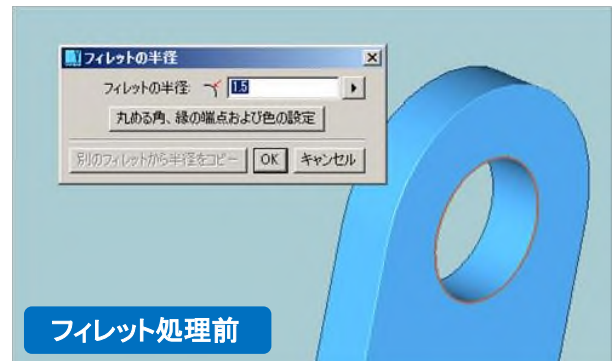 フィレットの半径
フィレットの半径: 1.5
丸める角、縁の端点および色の設定
別のフィレットから半径をコピー OK キャンセル
フィレット処理前